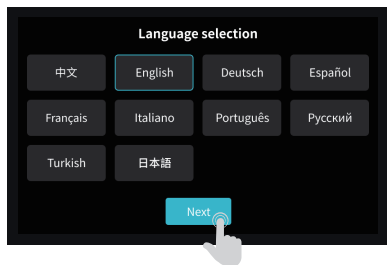 Language selection
中文 English Deutsch Español
Français Italiano Português Русский
Turkish 日本語
Next